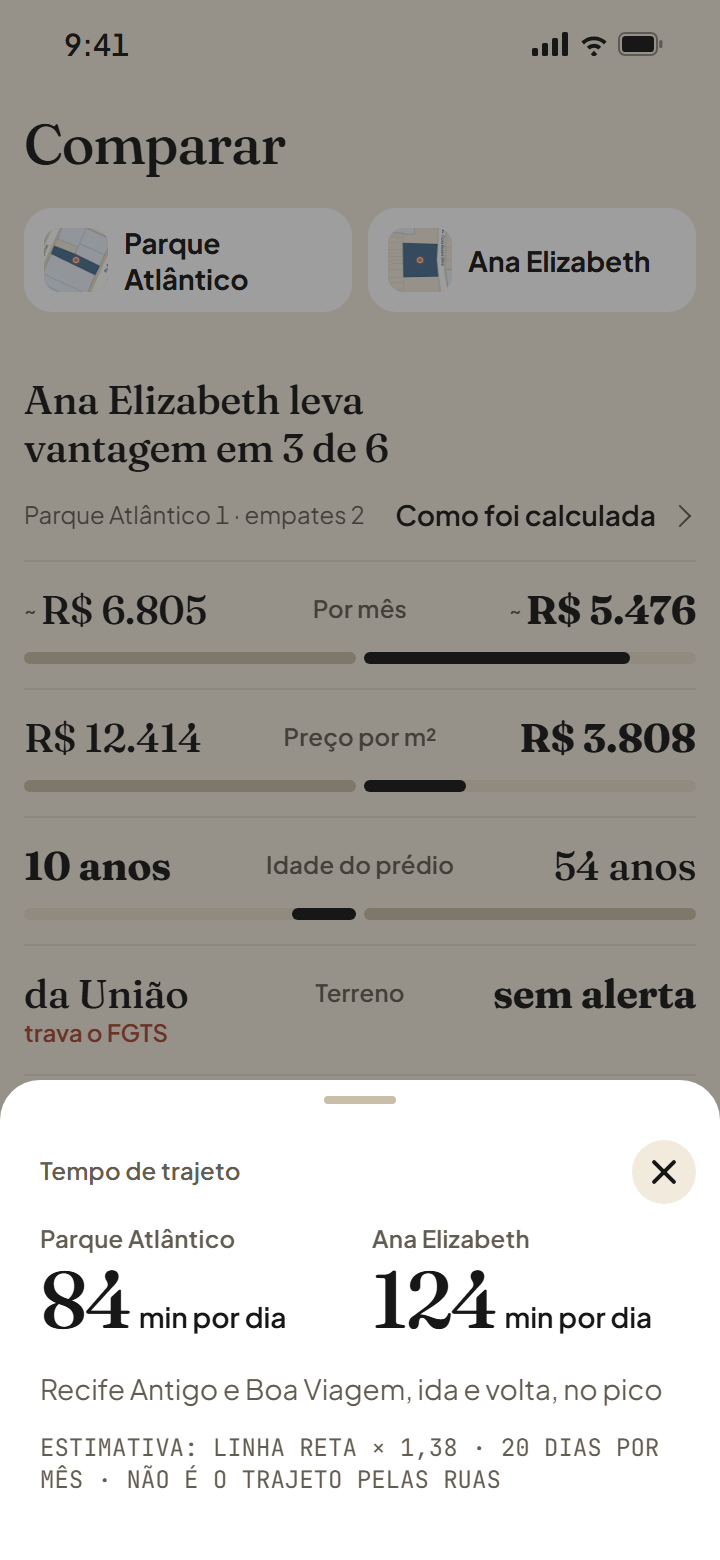 9:41
Comparar
Parque
Atlântico
Ana Elizabeth
Ana Elizabeth leva
vantagem em 3 de 6
Parque Atlântico 1 · empates 2
Como foi calculada
~ R$ 6.805
Por mês
~ R$ 5.476
R$ 12.414
Preço por m²
R$ 3.808
10 anos
Idade do prédio
54 anos
da União
Terreno
sem alerta
trava o FGTS
Tempo de trajeto
Parque Atlântico
Ana Elizabeth
84 min por dia
124 min por dia
Recife Antigo e Boa Viagem, ida e volta, no pico
ESTIMATIVA: LINHA RETA × 1,38 · 20 DIAS POR
MÊS · NÃO É O TRAJETO PELAS RUAS